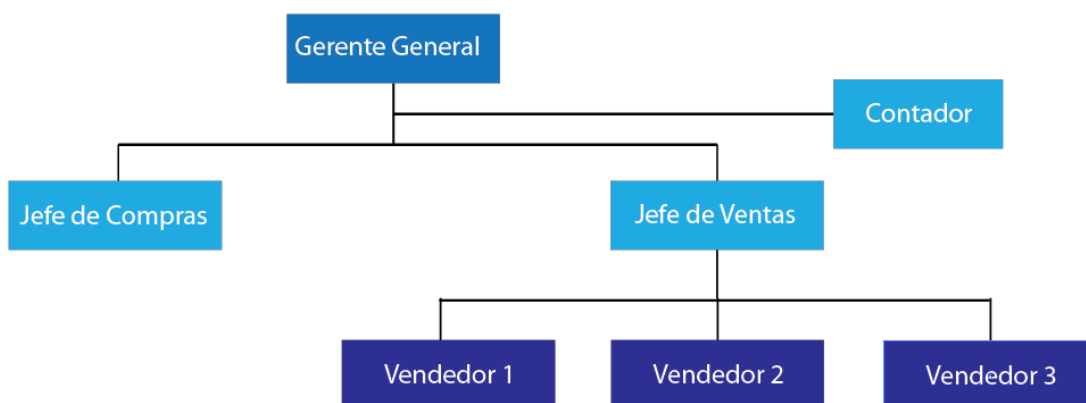 Gerente General
Contador
Jefe de Compras
Jefe de Ventas
Vendedor 1
Vendedor 2
Vendedor 3